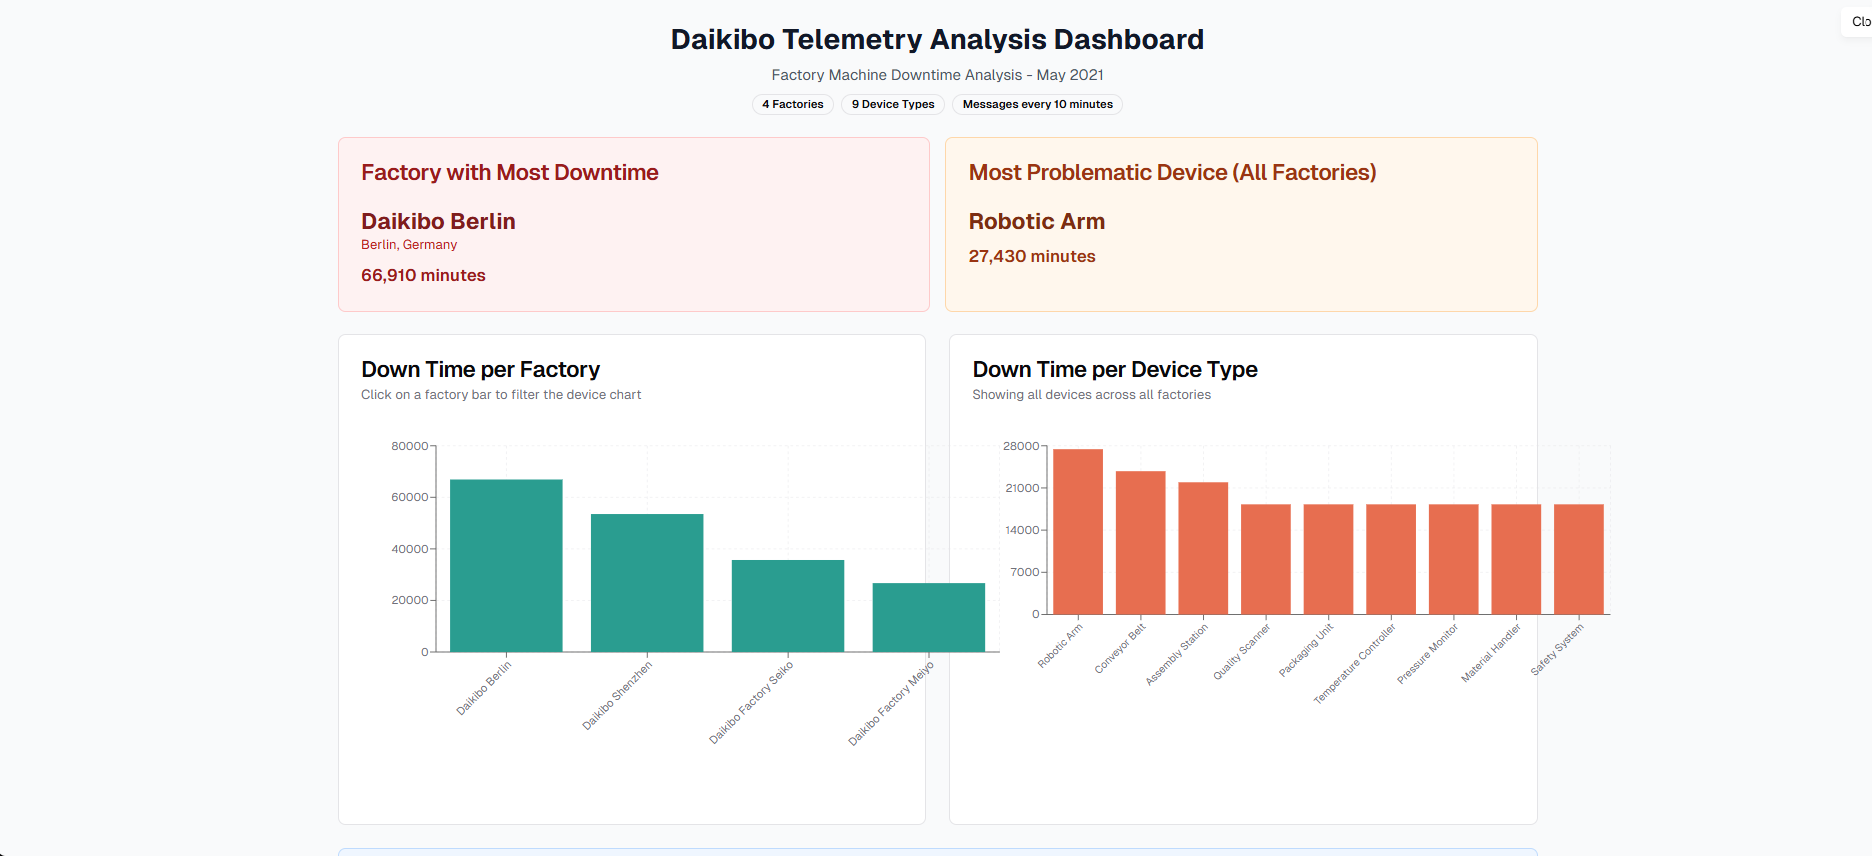 Clo
Daikibo Telemetry Analysis Dashboard
Factory Machine Downtime Analysis - May 2021
4 Factories
9 Device Types
Messages every 10 minutes
Factory with Most Downtime
Daikibo Berlin
Berlin, Germany
66,910 minutes
Most Problematic Device (All Factories)
Robotic Arm
27,430 minutes
Down Time per Factory
Click on a factory bar to filter the device chart
80000
60000
40000
20000
0
Daikibo Berlin
Daikibo Shenzhen
Daikibo Factory Seiko
Daikibo Factory Meiyo
Down Time per Device Type
Showing all devices across all factories
28000
21000
14000
7000
0
Robotic Arm
Conveyor Belt
Assembly Station
Quality Scanner
Packaging Unit
Temperature Controller
Pressure Monitor
Material Handler
Safety System